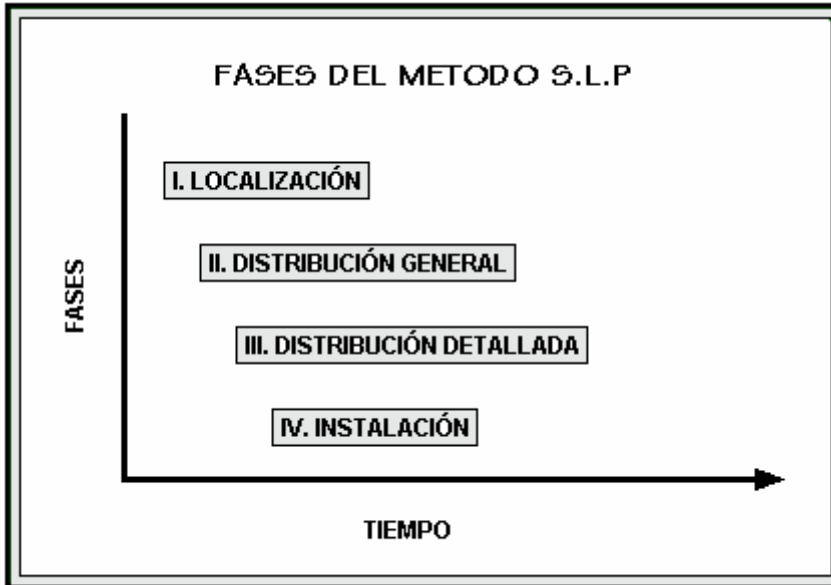 FASES DEL METODO S.L.P
I. LOCALIZACIÓN
II. DISTRIBUCIÓN GENERAL
FASES
III. DISTRIBUCIÓN DETALLADA
IV. INSTALACIÓN
TIEMPO